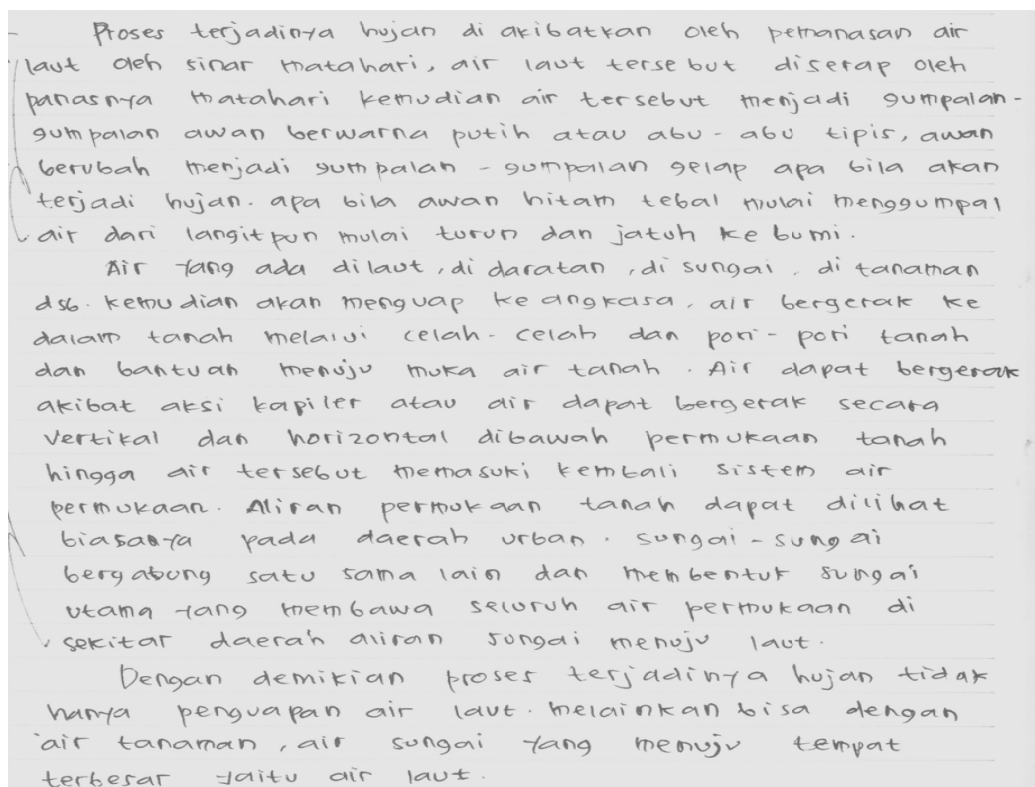 Proses terjadinya hujan di akibatkan oleh pemanasan air
laut oleh sinar matahari, air laut tersebut diserap oleh
panasnya matahari kemudian air tersebut menjadi gumpalan-
gumpalan awan berwarna putih atau abu-abu tipis, awan
berubah menjadi gumpalan-gumpalan gelap apa bila akan
terjadi hujan. apa bila awan hitam tebal mulai menggumpal
air dari langitpun mulai turun dan jatuh ke bumi.
Air yang ada dilaut, di daratan, di sungai, di tanaman
dsb. kemudian akan menguap ke angkasa, air bergerak ke
dalam tanah melalui celah-celah dan pori-pori tanah
dan bantuan menuju muka air tanah. Air dapat bergerak
akibat aksi kapiler atau air dapat bergerak secara
vertikal dan horizontal dibawah permukaan tanah
hingga air tersebut memasuki kembali sistem air
permukaan. Aliran permukaan tanah dapat dilihat
biasanya pada daerah urban. sungai-sungai
bergabung satu sama lain dan membentuk sungai
utama yang membawa seluruh air permukaan di
sekitar daerah aliran sungai menuju laut.
Dengan demikian proses terjadinya hujan tidak
hanya penguapan air laut. melainkan bisa dengan
air tanaman, air sungai yang menuju tempat
terbesar yaitu air laut.